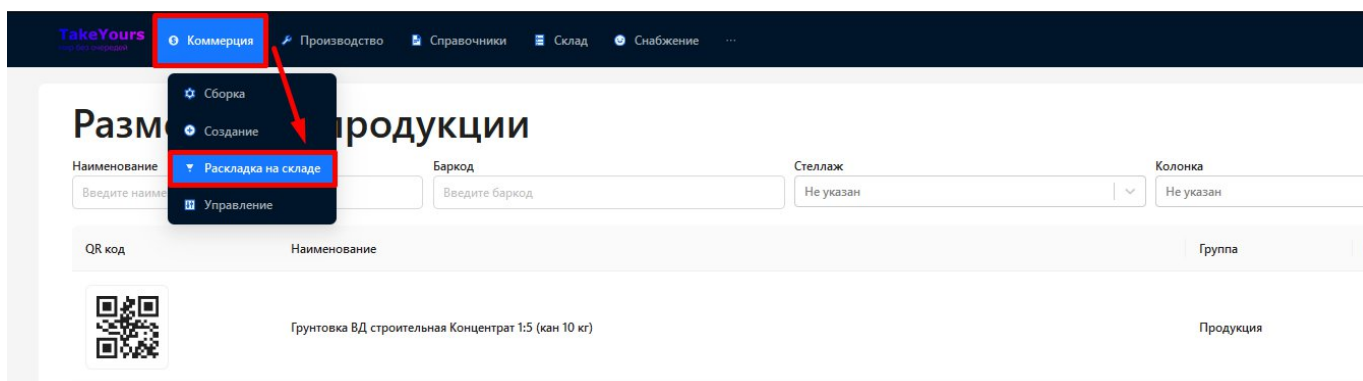 TakeYours
Коммерция
Производство
Справочники
Склад
Снабжение
...
Сборка
Создание
Раскладка на складе
Управление
Разм продукции
Наименование
Баркод
Стеллаж
Колонка
Введите наиме
Введите баркод
Не указан
Не указан
QR код
Наименование
Группа
Грунтовка ВД строительная Концентрат 1:5 (кан 10 кг)
Продукция